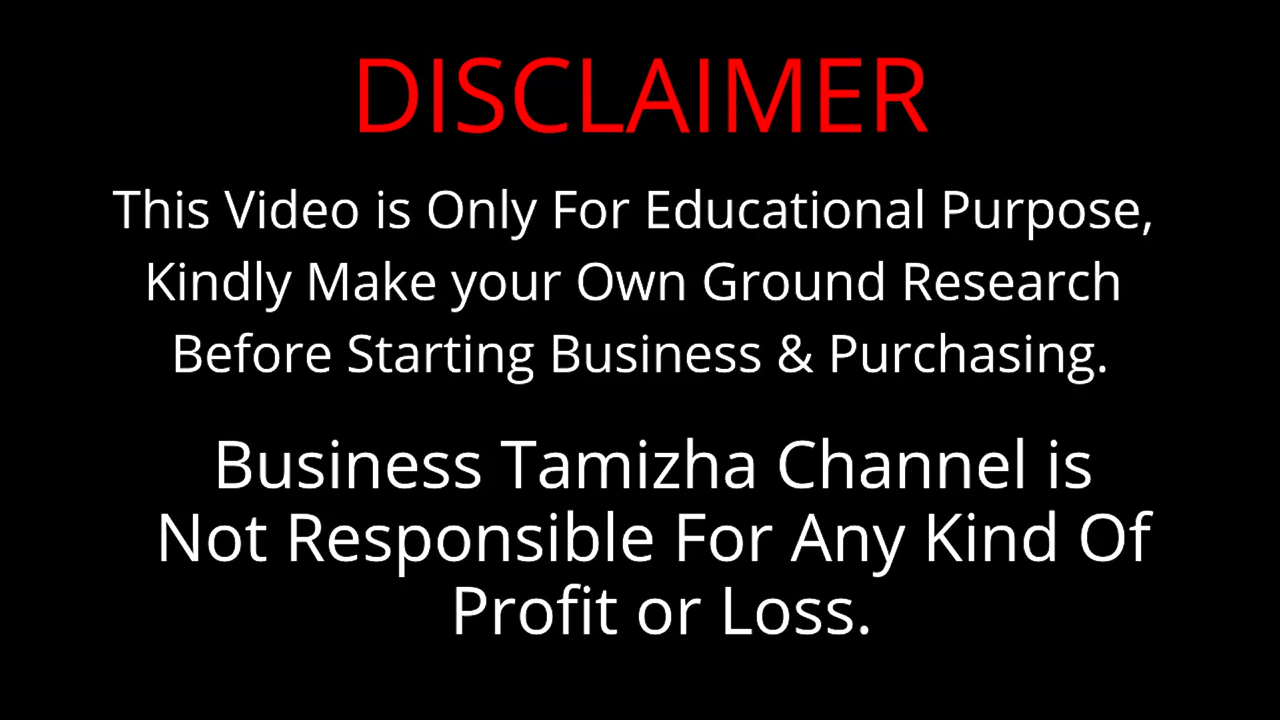 DISCLAIMER
This Video is Only For Educational Purpose,
Kindly Make your Own Ground Research
Before Starting Business & Purchasing.
Business Tamizha Channel is
Not Responsible For Any Kind Of
Profit or Loss.